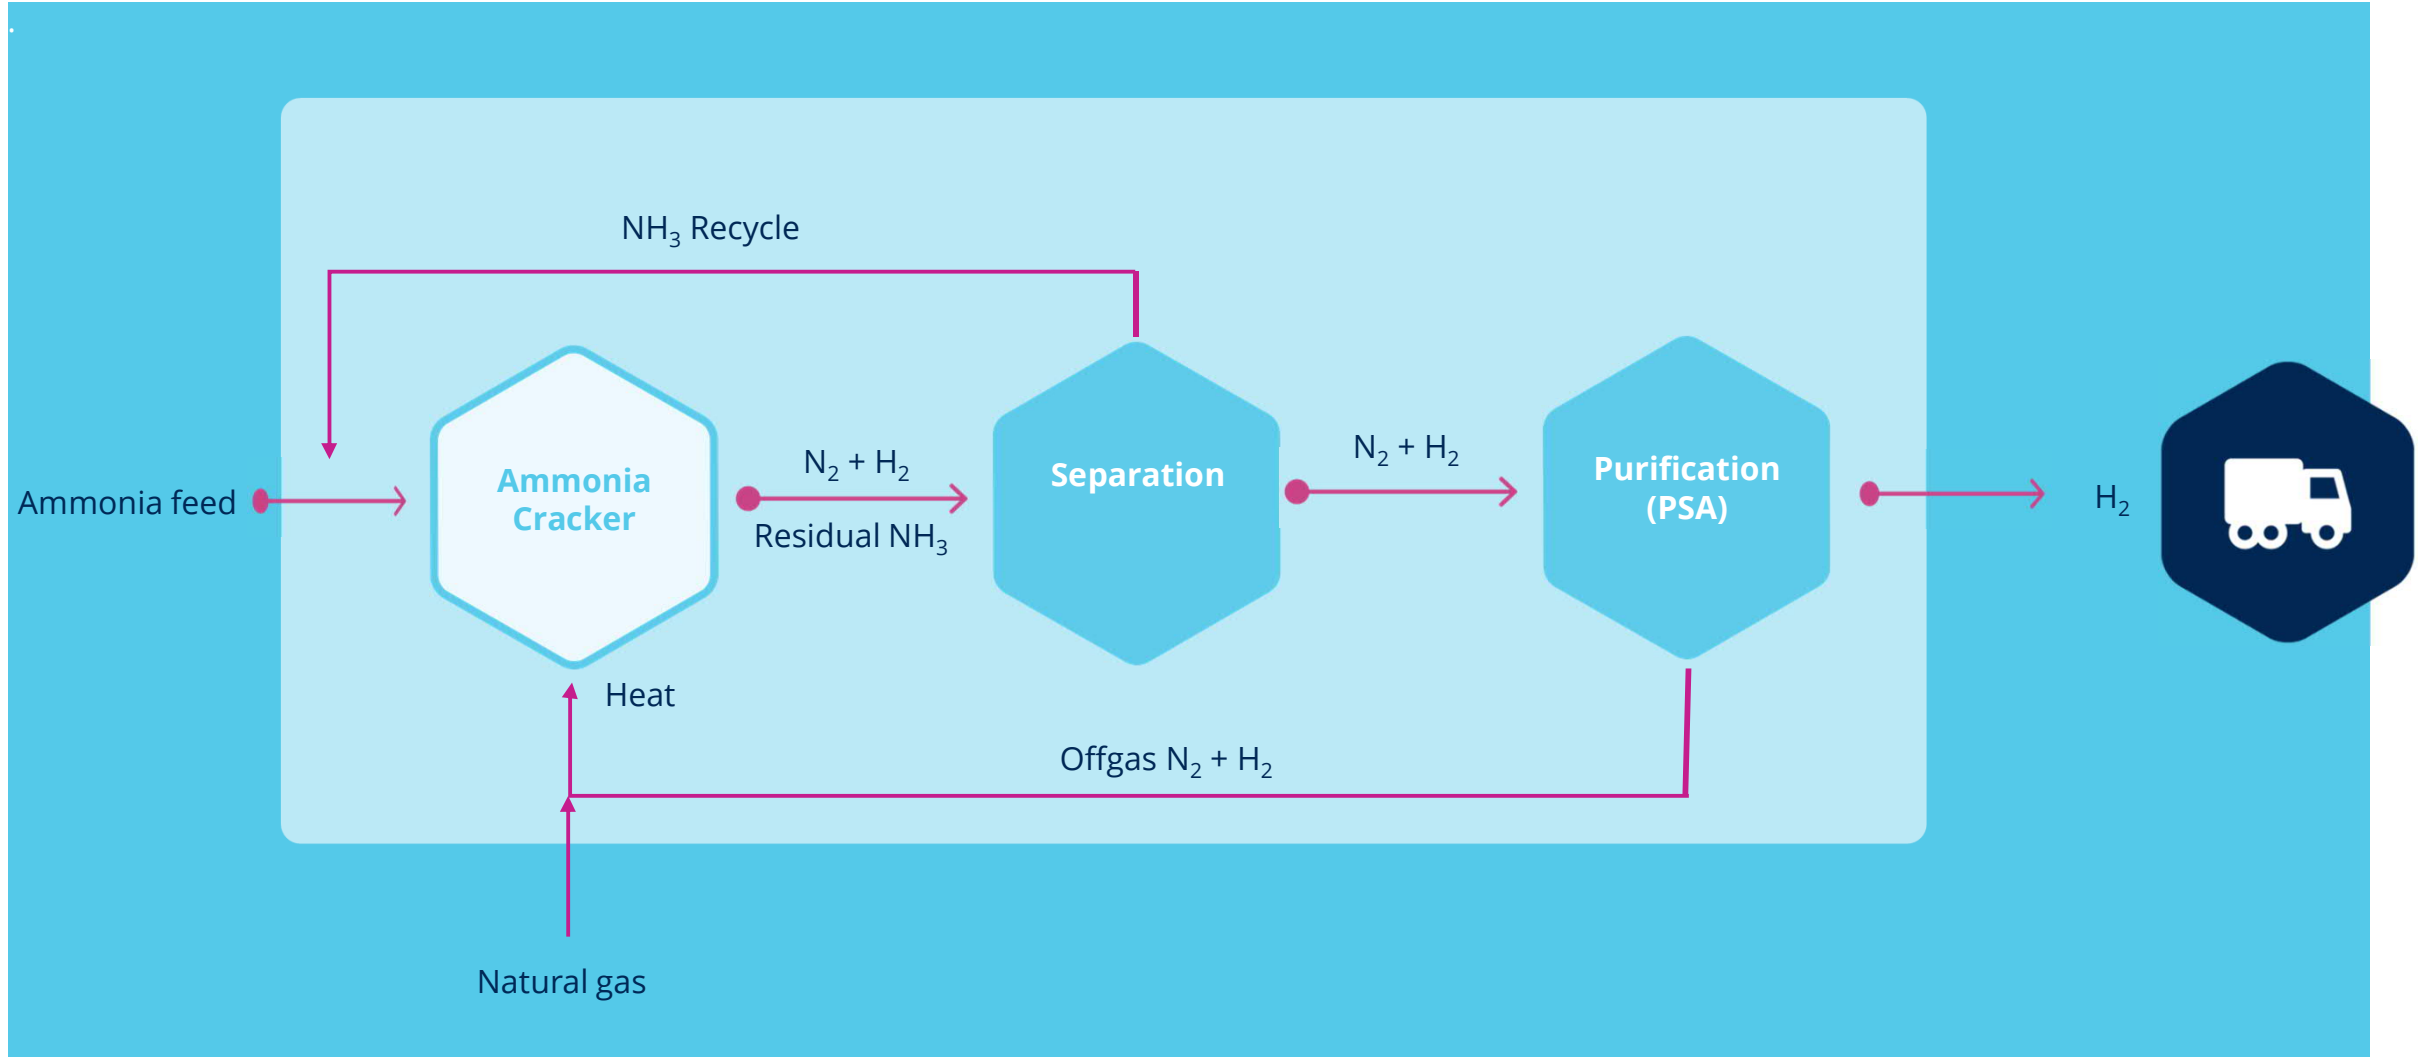 NH₃ Recycle
Ammonia feed
Ammonia
Cracker
N₂ + H₂
Residual NH₃
Separation
N₂ + H₂
Purification
(PSA)
H₂
Heat
Offgas N₂ + H₂
Natural gas